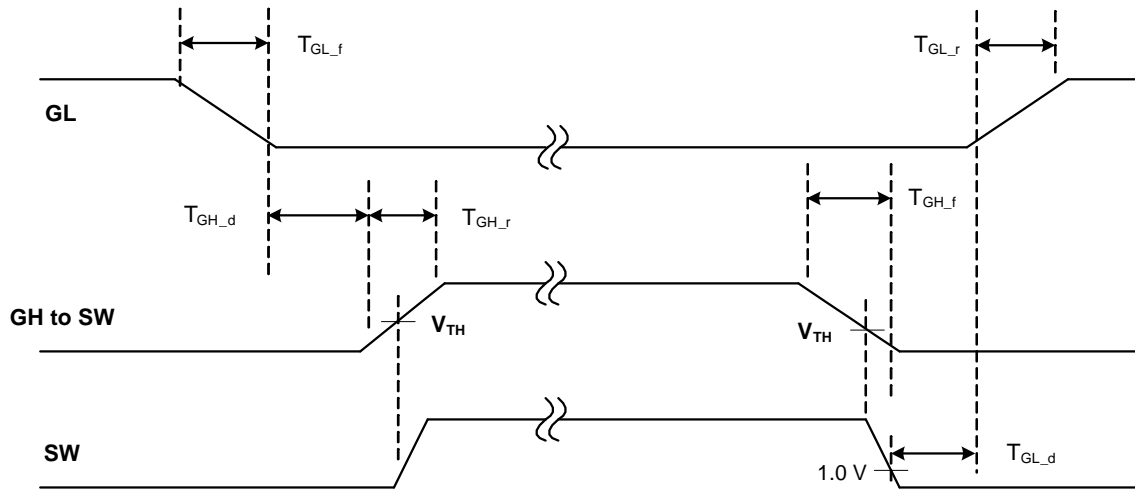 T_GL_f
T_GL_r
GL
T_GH_d
T_GH_r
T_GH_f
GH to SW
V_TH
V_TH
SW
1.0 V
T_GL_d